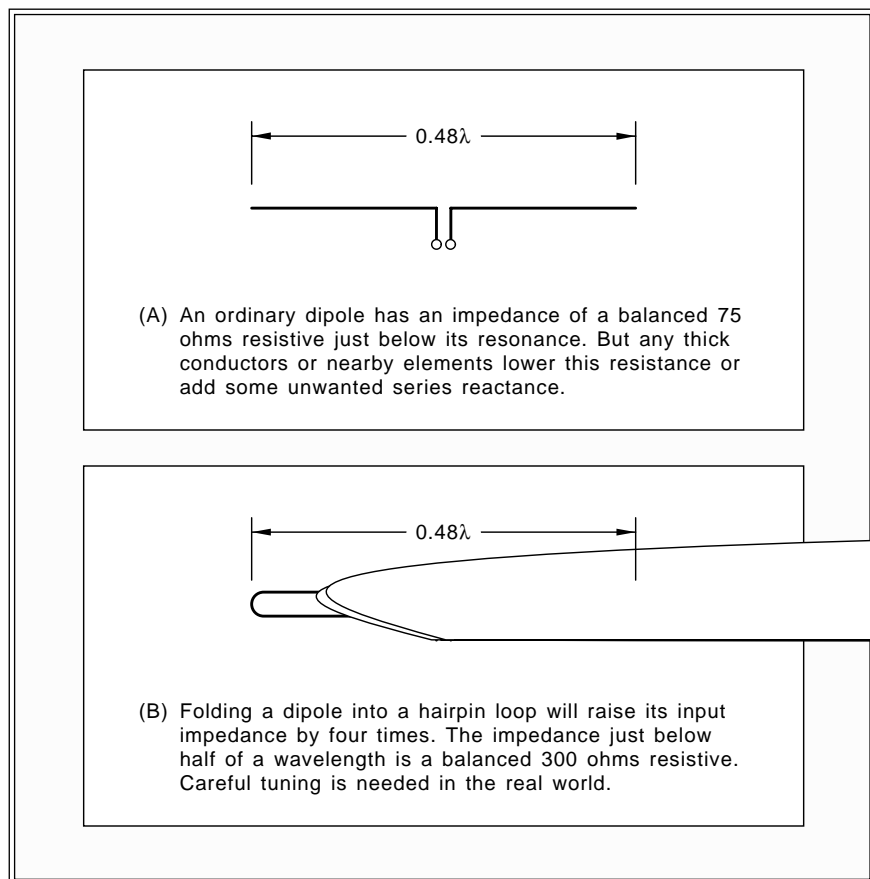 0.48λ
(A) An ordinary dipole has an impedance of a balanced 75
ohms resistive just below its resonance. But any thick
conductors or nearby elements lower this resistance or
add some unwanted series reactance.
0.48λ
(B) Folding a dipole into a hairpin loop will raise its input
impedance by four times. The impedance just below
half of a wavelength is a balanced 300 ohms resistive.
Careful tuning is needed in the real world.